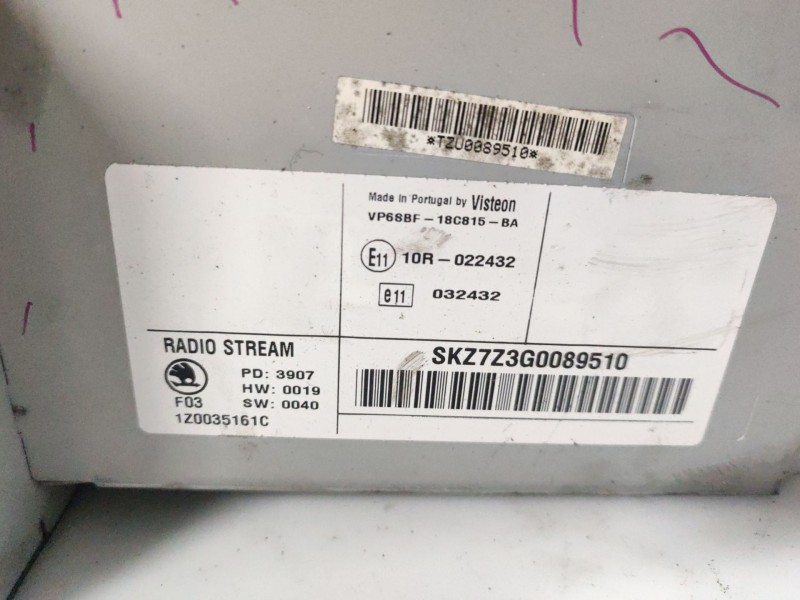 *TZU0089510*
Made in Portugal by Visteon
VP6SBF-18C815-BA
E11 10R-022432
e11 032432
RADIO STREAM
PD: 3907
HW: 0019
F03 SW: 0040
1Z0035161C
SKZ7Z3G0089510